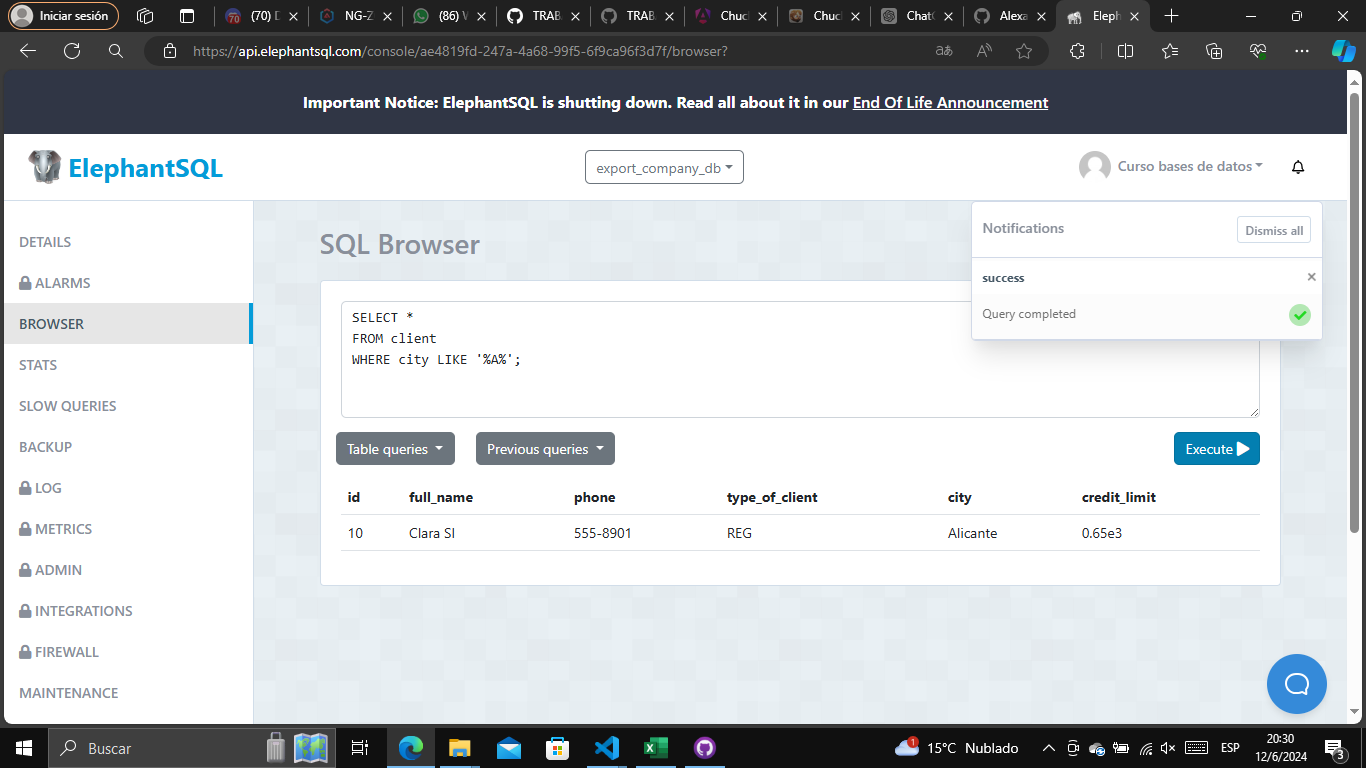 Iniciar sesión
(70) D
NG-Z
(86) V
TRAB
TRAB
Chuc
Chuc
Chat
Alexa
Eleph
https://api.elephantsql.com/console/ae4819fd-247a-4a68-99f5-6f9ca96f3d7f/browser?
Important Notice: ElephantSQL is shutting down. Read all about it in our End Of Life Announcement
ElephantSQL
export_company_db
Curso bases de datos
DETAILS
ALARMS
BROWSER
STATS
SLOW QUERIES
BACKUP
LOG
METRICS
ADMIN
INTEGRATIONS
FIREWALL
MAINTENANCE
SQL Browser
Notifications
Dismiss all
success
Query completed
SELECT *
FROM client
WHERE city LIKE '%A%';
Table queries
Previous queries
Execute
id full_name phone type_of_client city credit_limit
10 Clara SI 555-8901 REG Alicante 0.65e3
Buscar
1
15°C Nublado
ESP
20:30
12/6/2024
3